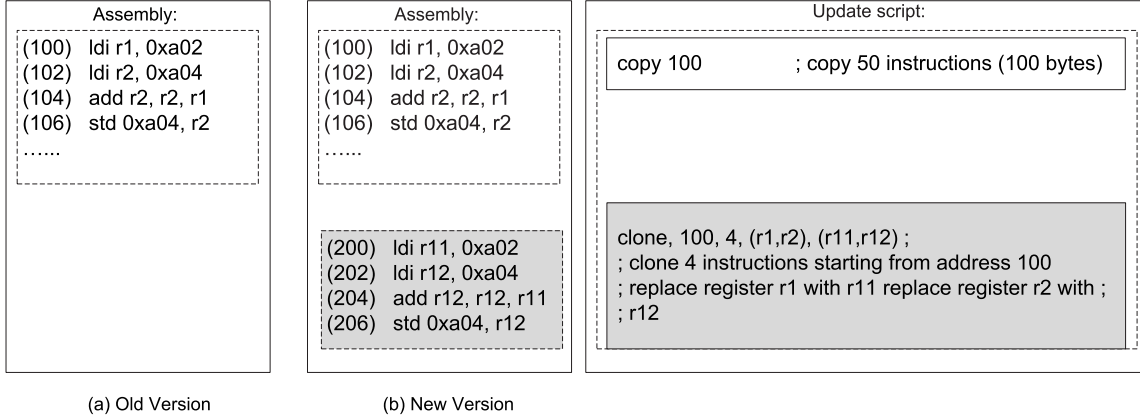 Assembly:
(100) ldi r1, 0xa02
(102) ldi r2, 0xa04
(104) add r2, r2, r1
(106) std 0xa04, r2
…...
(a) Old Version
Assembly:
(100) ldi r1, 0xa02
(102) ldi r2, 0xa04
(104) add r2, r2, r1
(106) std 0xa04, r2
…...
(200) ldi r11, 0xa02
(202) ldi r12, 0xa04
(204) add r12, r12, r11
(206) std 0xa04, r12
(b) New Version
Update script:
copy 100 ; copy 50 instructions (100 bytes)
clone, 100, 4, (r1,r2), (r11,r12) ;
; clone 4 instructions starting from address 100
; replace register r1 with r11 replace register r2 with ;
; r12